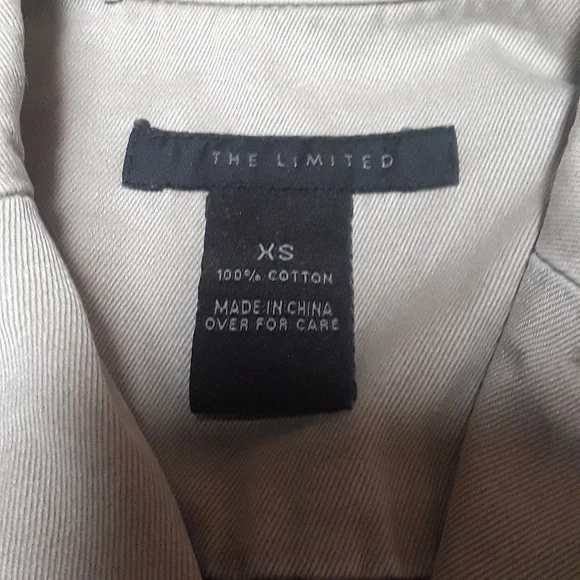 THE LIMITED
XS
100% COTTON
MADE IN CHINA
OVER FOR CARE